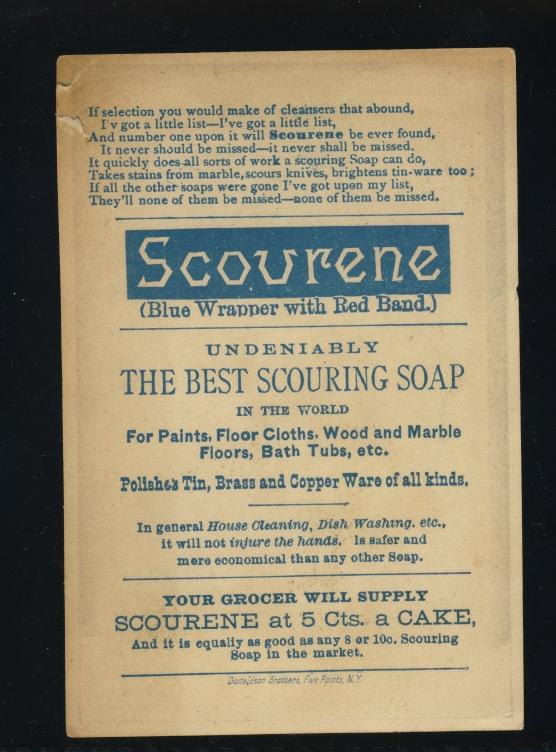 If selection you would make of cleansers that abound,
I'v got a little list—I've got a little list,
And number one upon it will Scourene be ever found,
It never should be missed—it never shall be missed.
It quickly does all sorts of work a scouring Soap can do,
Takes stains from marble, scours knives, brightens tin-ware too;
If all the other soaps were gone I've got upon my list,
They'll none of them be missed—none of them be missed.
Scourene
(Blue Wrapper with Red Band.)
UNDENIABLY
THE BEST SCOURING SOAP
IN THE WORLD
For Paints, Floor Cloths, Wood and Marble
Floors, Bath Tubs, etc.
Polishes Tin, Brass and Copper Ware of all kinds.
In general House Cleaning, Dish Washing. etc.,
it will not injure the hands. Is safer and
more economical than any other Soap.
YOUR GROCER WILL SUPPLY
SCOURENE at 5 Cts. a CAKE,
And it is equally as good as any 8 or 10c. Scouring
Soap in the market.
Donaldson Brothers, Five Points, N.Y.